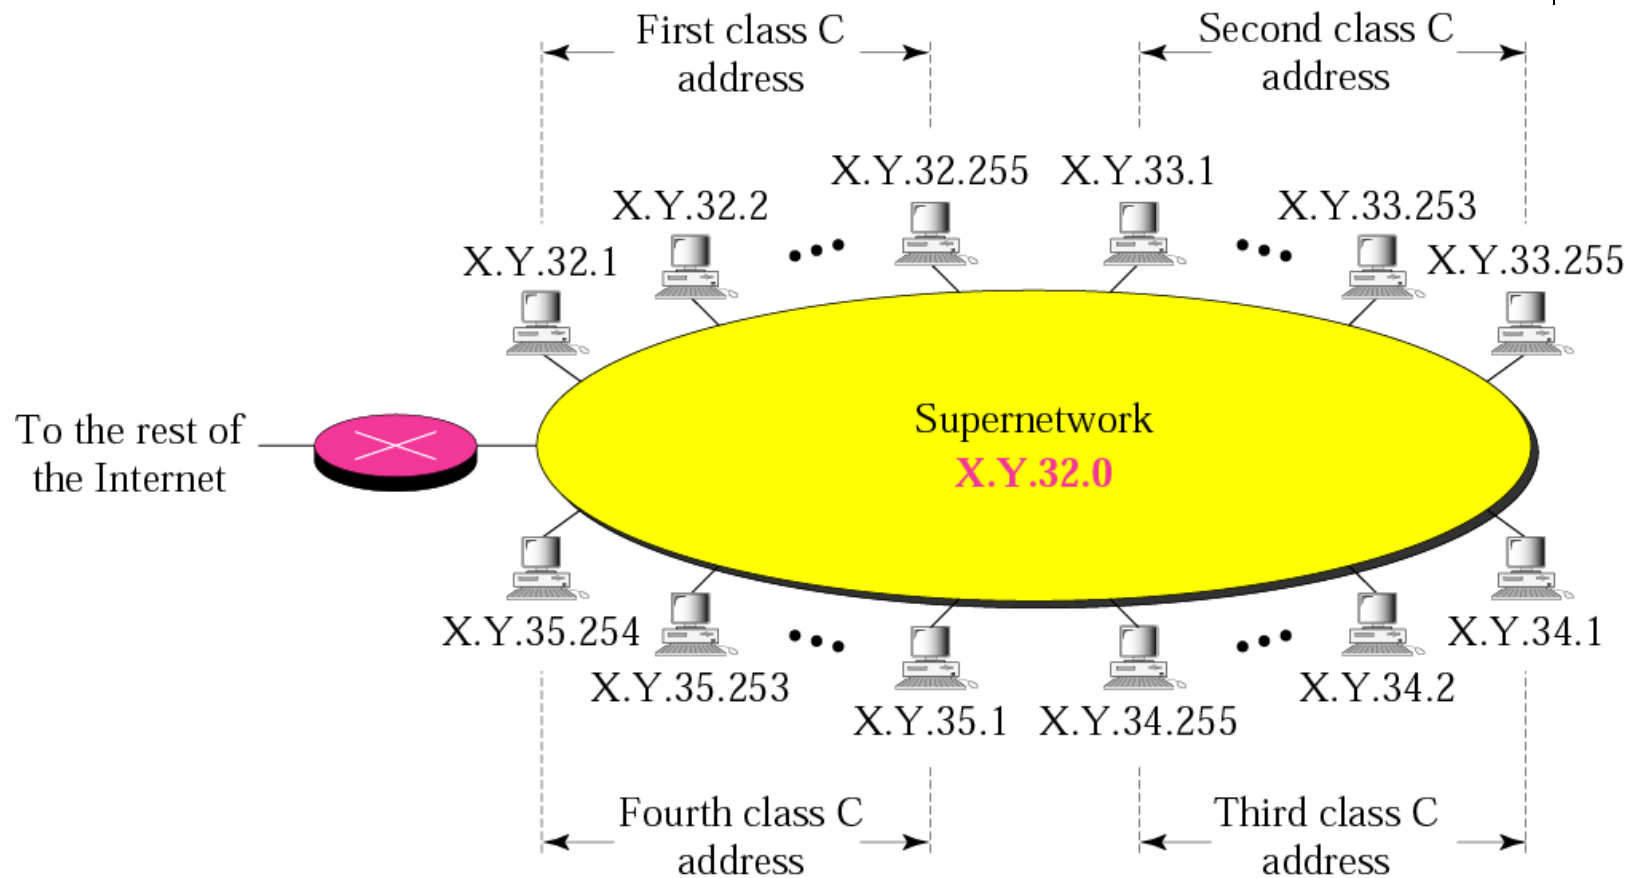 First class C
address
Second class C
address
X.Y.32.255
X.Y.33.1
X.Y.32.2
X.Y.33.253
X.Y.32.1
X.Y.33.255
To the rest of
the Internet
Supernetwork
X.Y.32.0
X.Y.35.254
X.Y.34.1
X.Y.35.253
X.Y.34.2
X.Y.35.1
X.Y.34.255
Fourth class C
address
Third class C
address